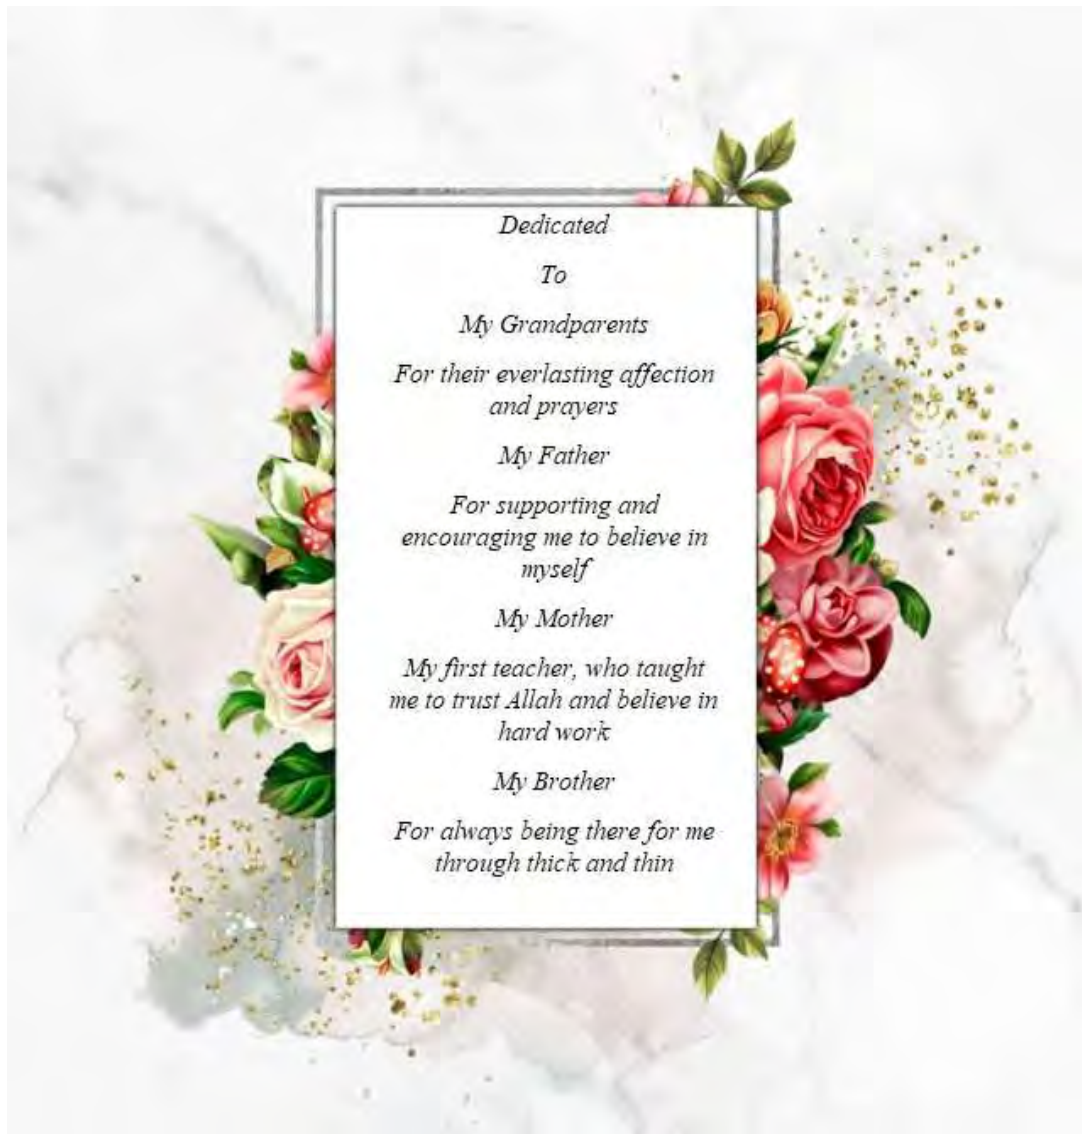 Dedicated
To
My Grandparents
For their everlasting affection
and prayers
My Father
For supporting and
encouraging me to believe in
myself
My Mother
My first teacher, who taught
me to trust Allah and believe in
hard work
My Brother
For always being there for me
through thick and thin